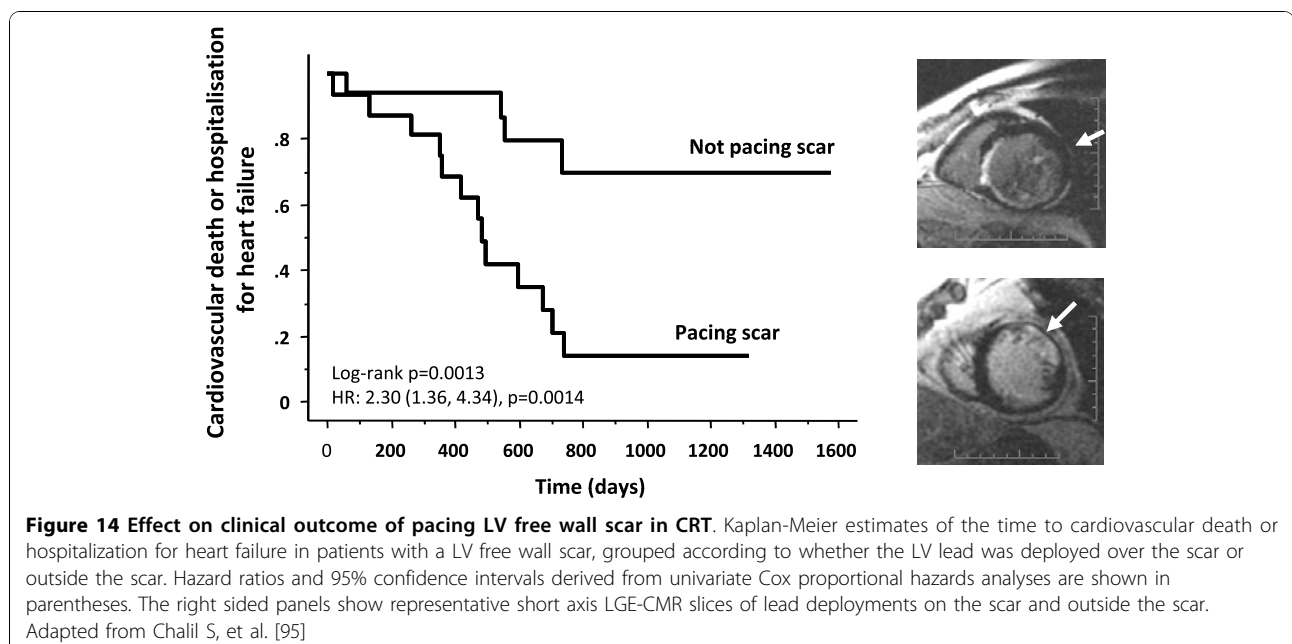 Cardiovascular death or hospitalisation
for heart failure
.8
.6
.4
.2
0
Not pacing scar
Pacing scar
Log-rank p=0.0013
HR: 2.30 (1.36, 4.34), p=0.0014
0 200 400 600 800 1000 1200 1400 1600
Time (days)
Figure 14 Effect on clinical outcome of pacing LV free wall scar in CRT. Kaplan-Meier estimates of the time to cardiovascular death or
hospitalization for heart failure in patients with a LV free wall scar, grouped according to whether the LV lead was deployed over the scar or
outside the scar. Hazard ratios and 95% confidence intervals derived from univariate Cox proportional hazards analyses are shown in
parentheses. The right sided panels show representative short axis LGE-CMR slices of lead deployments on the scar and outside the scar.
Adapted from Chalil S, et al. [95]